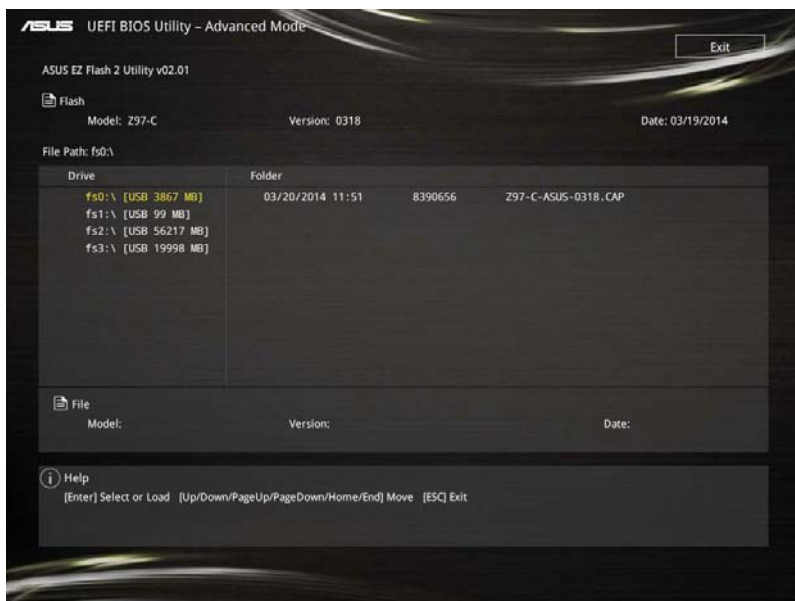 ASUS UEFI BIOS Utility – Advanced Mode
Exit
ASUS EZ Flash 2 Utility v02.01
Flash
Model: Z97-C Version: 0318 Date: 03/19/2014
File Path: fs0:\
Drive Folder
fs0:\ [USB 3867 MB] 03/20/2014 11:51 8390656 Z97-C-ASUS-0318.CAP
fs1:\ [USB 99 MB]
fs2:\ [USB 56217 MB]
fs3:\ [USB 19998 MB]
File
Model: Version: Date:
Help
[Enter] Select or Load [Up/Down/PageUp/PageDown/Home/End] Move [ESC] Exit